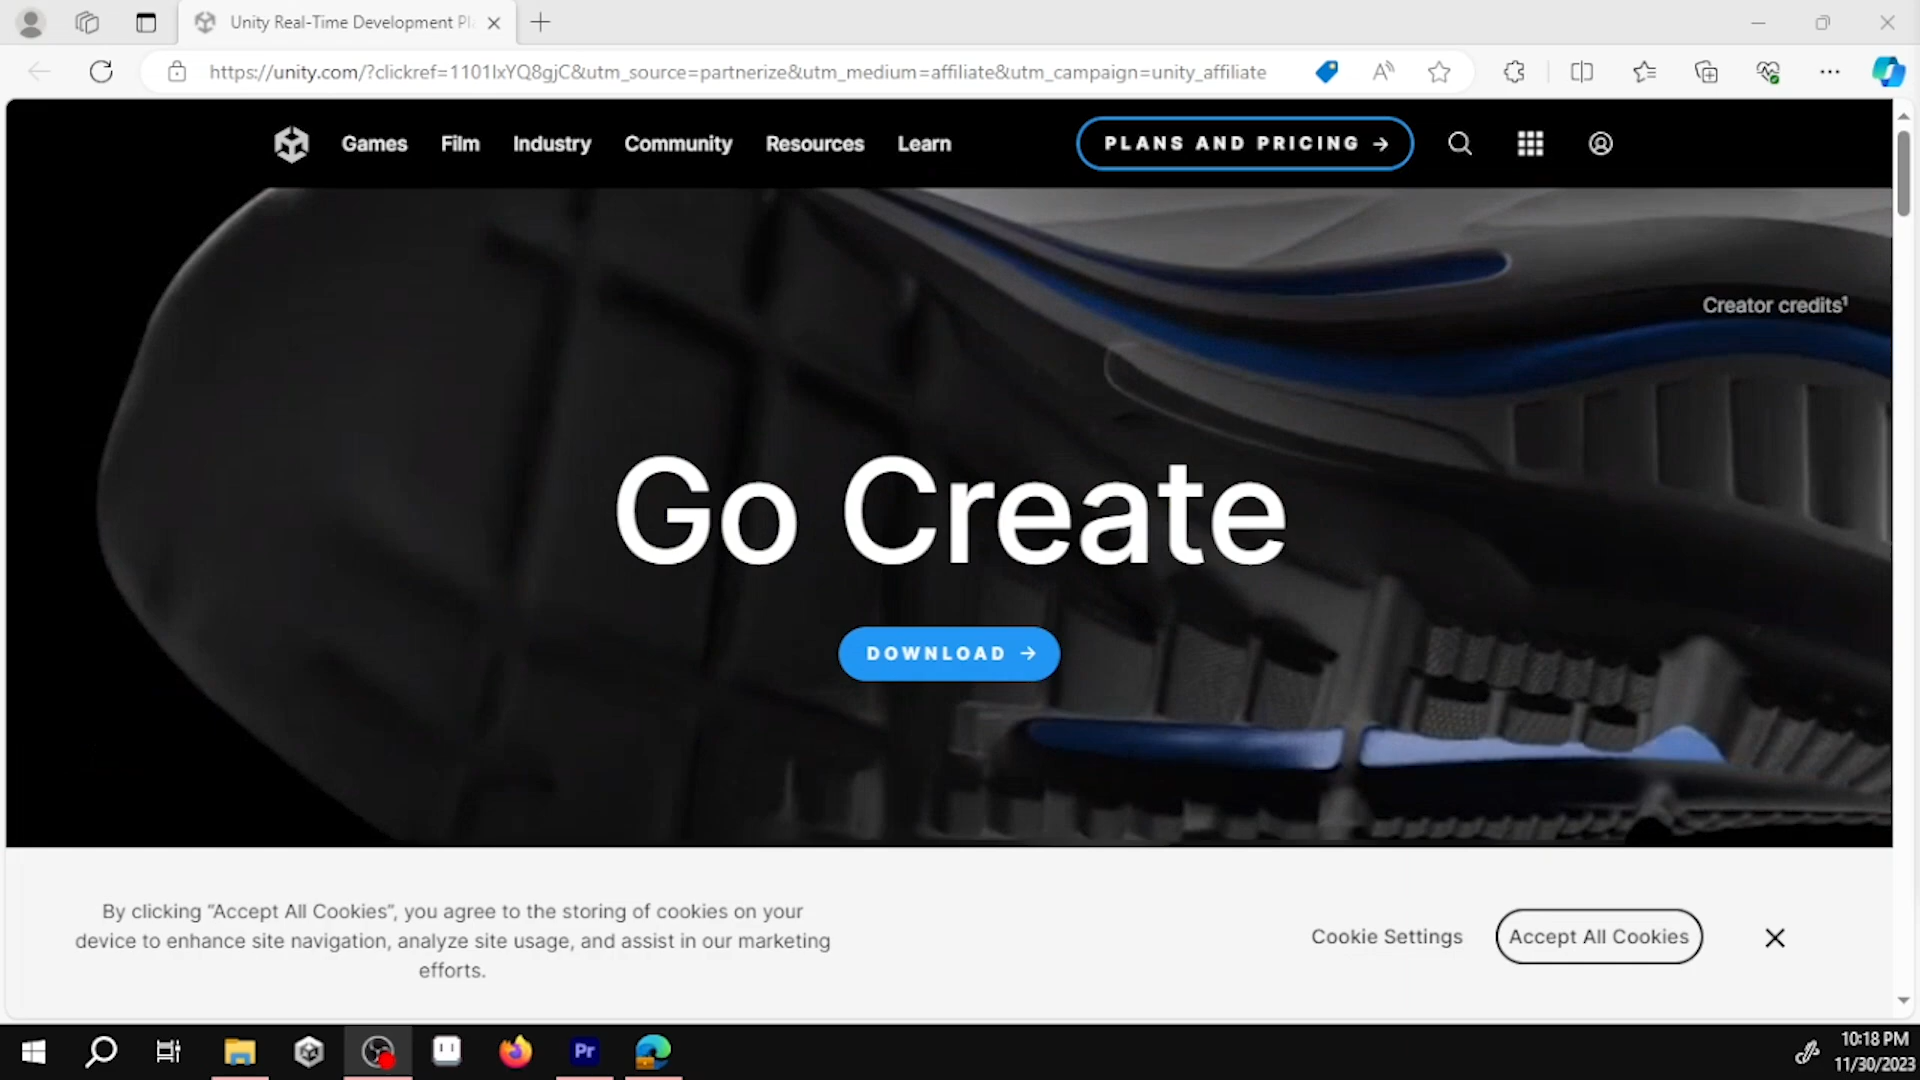 Unity Real-Time Development Pl
https://unity.com/?clickref=1101lxYQ8gjC&utm_source=partnerize&utm_medium=affiliate&utm_campaign=unity_affiliate
Games Film Industry Community Resources Learn PLANS AND PRICING →
Creator credits¹
Go Create
DOWNLOAD →
By clicking “Accept All Cookies”, you agree to the storing of cookies on your
device to enhance site navigation, analyze site usage, and assist in our marketing
efforts.
Cookie Settings Accept All Cookies
Pr
10:18 PM
11/30/2023